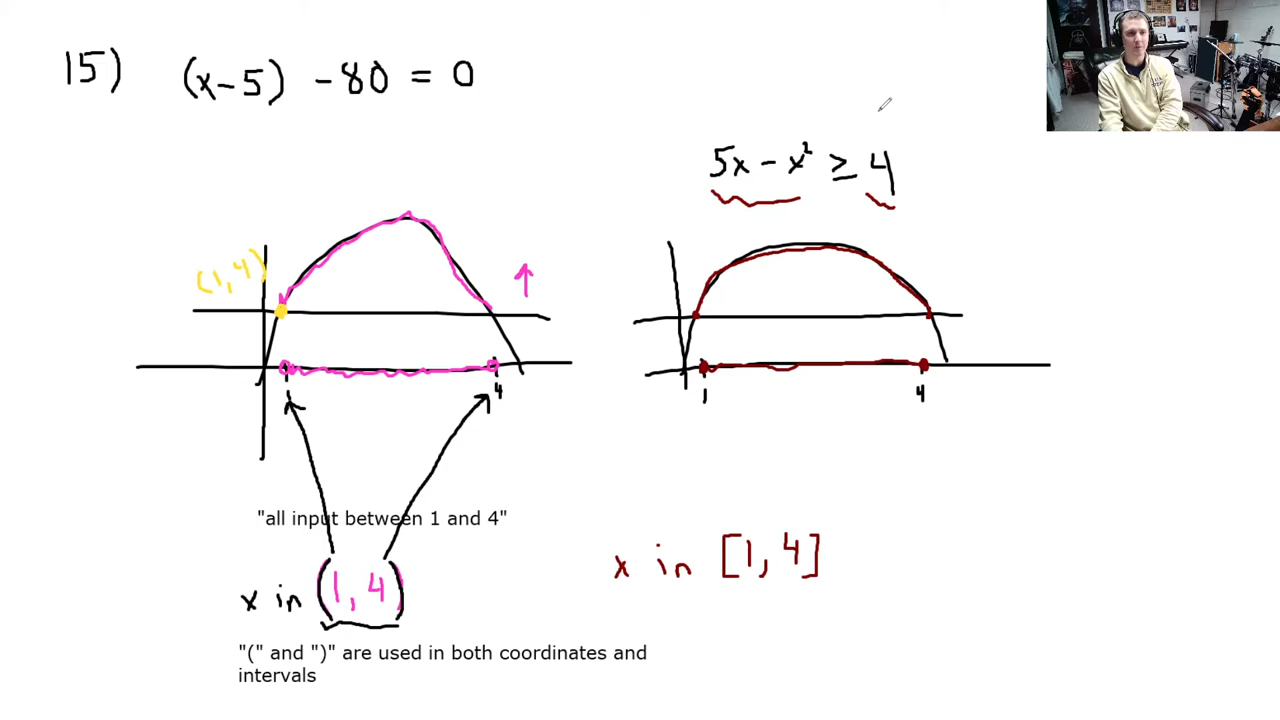 15) (x-5) -80 = 0
5x - x² ≥ 4
(1,4)
1
4
1
4
"all input between 1 and 4"
x in (1, 4)
x in [1, 4]
"(" and ")" are used in both coordinates and
intervals